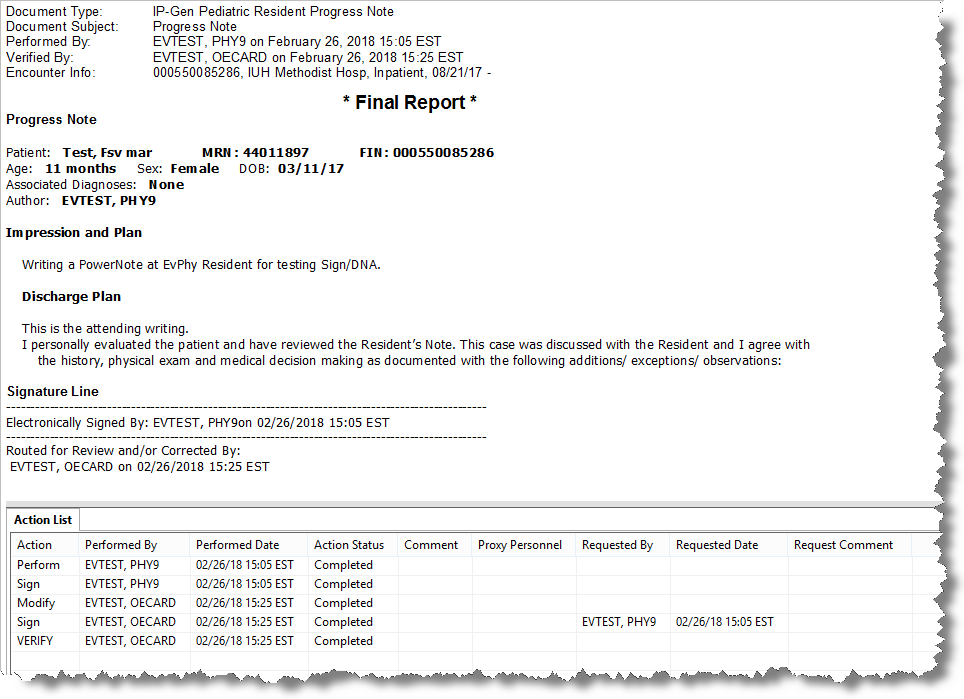 Document Type: IP-Gen Pediatric Resident Progress Note
Document Subject: Progress Note
Performed By: EVTEST, PHY9 on February 26, 2018 15:05 EST
Verified By: EVTEST, OECARD on February 26, 2018 15:25 EST
Encounter Info: 000550085286, IUH Methodist Hosp, Inpatient, 08/21/17 -
* Final Report *
Progress Note
Patient: Test, Fsv mar MRN: 44011897 FIN: 000550085286
Age: 11 months Sex: Female DOB: 03/11/17
Associated Diagnoses: None
Author: EVTEST, PHY9
Impression and Plan
Writing a PowerNote at EvPhy Resident for testing Sign/DNA.
Discharge Plan
This is the attending writing.
I personally evaluated the patient and have reviewed the Resident’s Note. This case was discussed with the Resident and I agree with
the history, physical exam and medical decision making as documented with the following additions/ exceptions/ observations:
Signature Line
--------------------------------------------------------------------------------
Electronically Signed By: EVTEST, PHY9on 02/26/2018 15:05 EST
--------------------------------------------------------------------------------
Routed for Review and/or Corrected By:
EVTEST, OECARD on 02/26/2018 15:25 EST
Action List
Action Performed By Performed Date Action Status Comment Proxy Personnel Requested By Requested Date Request Comment
Perform EVTEST, PHY9 02/26/18 15:05 EST Completed
Sign EVTEST, PHY9 02/26/18 15:05 EST Completed
Modify EVTEST, OECARD 02/26/18 15:25 EST Completed
Sign EVTEST, OECARD 02/26/18 15:25 EST Completed EVTEST, PHY9 02/26/18 15:05 EST
VERIFY EVTEST, OECARD 02/26/18 15:25 EST Completed